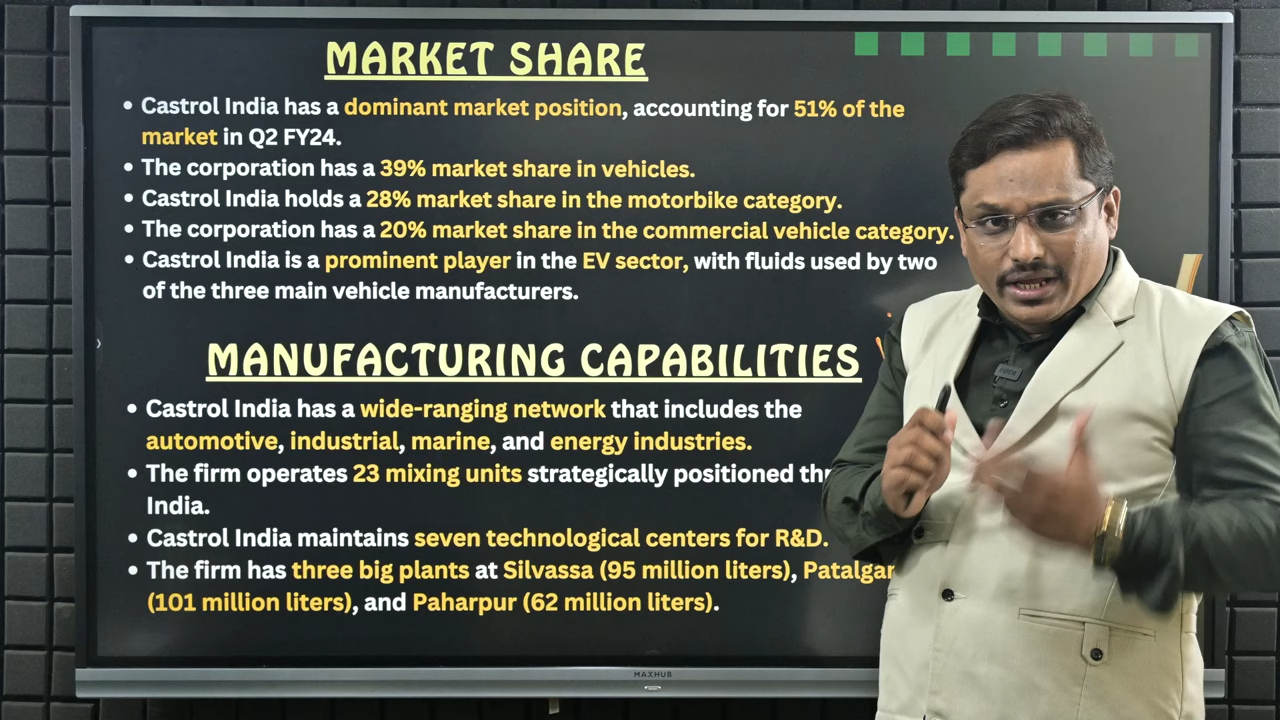 MARKET SHARE
• Castrol India has a dominant market position, accounting for 51% of the
market in Q2 FY24.
• The corporation has a 39% market share in vehicles.
• Castrol India holds a 28% market share in the motorbike category.
• The corporation has a 20% market share in the commercial vehicle category.
• Castrol India is a prominent player in the EV sector, with fluids used by two
of the three main vehicle manufacturers.
MANUFACTURING CAPABILITIES
• Castrol India has a wide-ranging network that includes the
automotive, industrial, marine, and energy industries.
• The firm operates 23 mixing units strategically positioned
India.
• Castrol India maintains seven technological centers for R&D.
• The firm has three big plants at Silvassa (95 million liters),
(101 million liters), and Paharpur (62 million liters).
MAXHUB